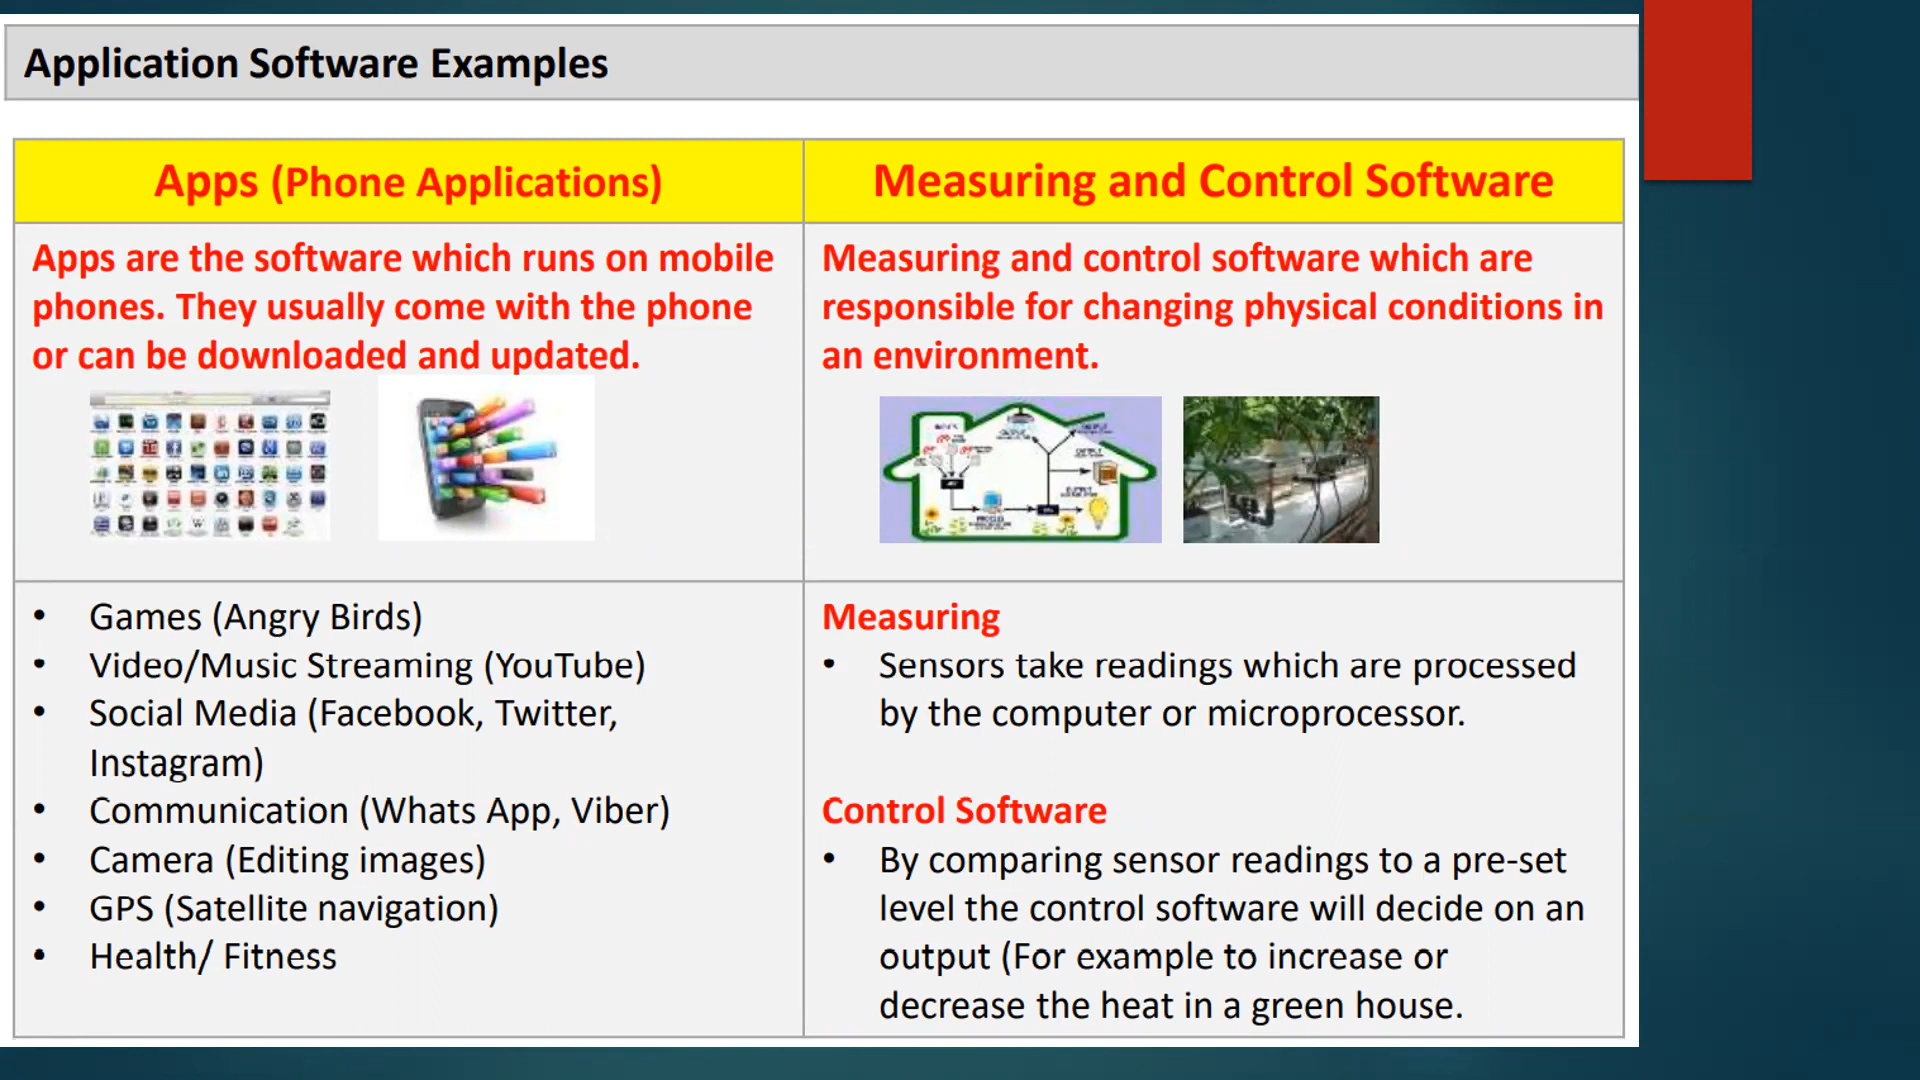 Application Software Examples
Apps (Phone Applications)
Apps are the software which runs on mobile
phones. They usually come with the phone
or can be downloaded and updated.
• Games (Angry Birds)
• Video/Music Streaming (YouTube)
• Social Media (Facebook, Twitter,
Instagram)
• Communication (Whats App, Viber)
• Camera (Editing images)
• GPS (Satellite navigation)
• Health/ Fitness
Measuring and Control Software
Measuring and control software which are
responsible for changing physical conditions in
an environment.
OUTPUT
OUTPUT
OUTPUT
OUTPUT
Measuring
• Sensors take readings which are processed
by the computer or microprocessor.
Control Software
• By comparing sensor readings to a pre-set
level the control software will decide on an
output (For example to increase or
decrease the heat in a green house.